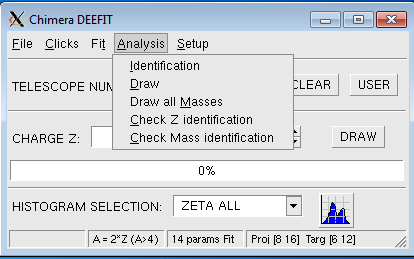 Chimera DEEFIT
File Clicks Fit Analysis Setup
Identification
Draw
Draw all Masses
Check Z identification
Check Mass identification
TELESCOPE NUM CLEAR USER
CHARGE Z: DRAW
0%
HISTOGRAM SELECTION: ZETA ALL
A = 2*Z (A>4) 14 params Fit Proj [8 16] Targ [6 12]